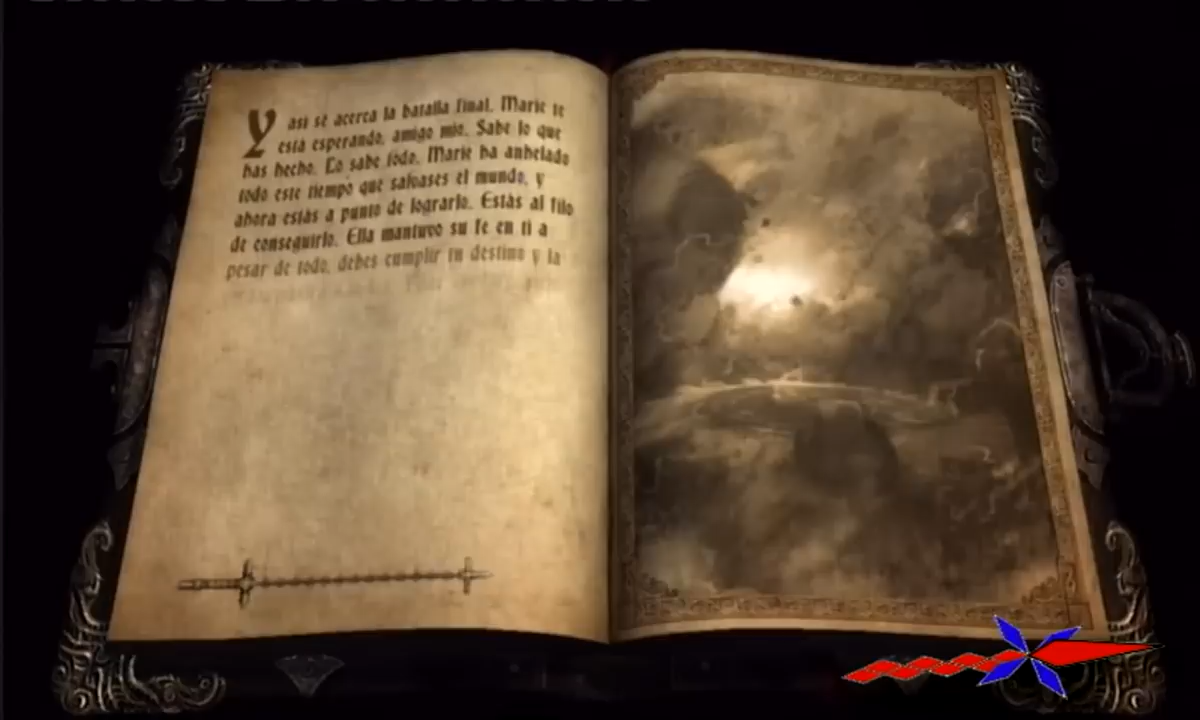 Y así se acerca la batalla final. Marie te
está esperando, amigo mío. Sabe lo que
has hecho. Lo sabe todo. Marie ha anhelado
todo este tiempo que salvases el mundo, y
ahora estás a punto de lograrlo. Estás al filo
de conseguirlo. Ella mantuvo su fe en ti a
pesar de todo, debes cumplir tu destino y la